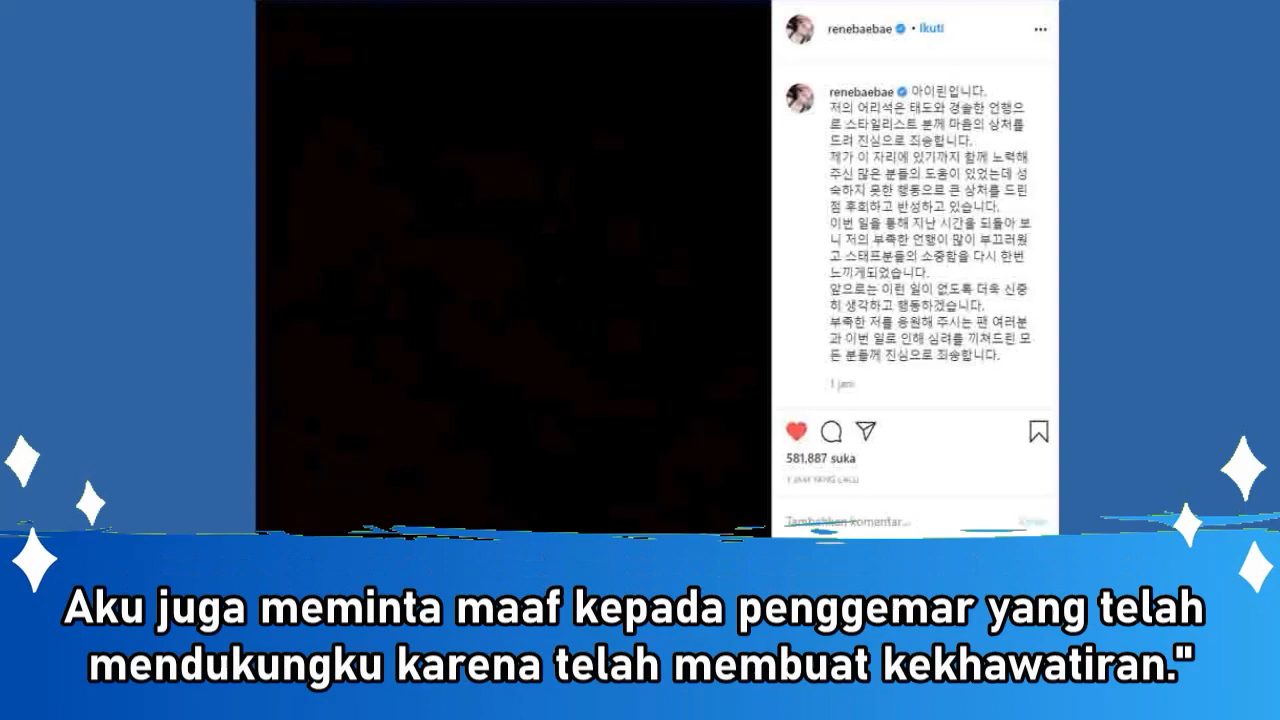 renebaebae • Ikuti
renebaebae 아이린입니다.
저의 어리석은 태도와 경솔한 언행으
로 스타일리스트 분께 마음의 상처를
드려 진심으로 죄송합니다.
제가 이 자리에 있기까지 함께 노력해
주신 많은 분들의 도움이 있었는데 성
숙하지 못한 행동으로 큰 상처를 드린
점 후회하고 반성하고 있습니다.
이번 일을 통해 지난 시간을 되돌아 보
니 저의 부족한 언행이 많이 부끄러웠
고 스태프분들의 소중함을 다시 한번
느끼게되었습니다.
앞으로는 이런 일이 없도록 더욱 신중
히 생각하고 행동하겠습니다.
부족한 저를 응원해 주시는 팬 여러분
과 이번 일로 인해 심려를 끼쳐드린 모
든 분들께 진심으로 죄송합니다.
1 jam
581,887 suka
1 JAM YANG LALU
Tambahkan komentar...
Aku juga meminta maaf kepada penggemar yang telah
mendukungku karena telah membuat kekhawatiran."